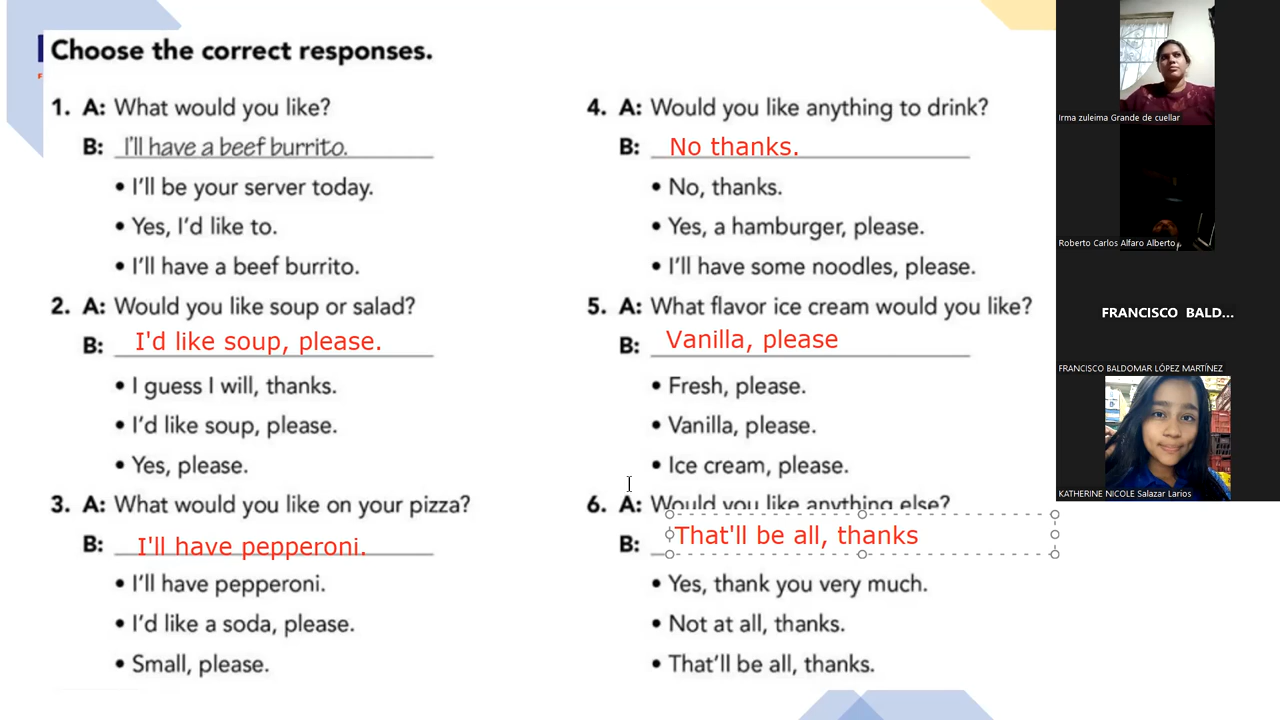 Choose the correct responses.
F
1. A: What would you like?
B: I'll have a beef burrito.
• I'll be your server today.
• Yes, I'd like to.
• I'll have a beef burrito.
2. A: Would you like soup or salad?
B: I'd like soup, please.
• I guess I will, thanks.
• I'd like soup, please.
• Yes, please.
3. A: What would you like on your pizza?
B: I'll have pepperoni.
• I'll have pepperoni.
• I'd like a soda, please.
• Small, please.
4. A: Would you like anything to drink?
B: No thanks.
• No, thanks.
• Yes, a hamburger, please.
• I'll have some noodles, please.
5. A: What flavor ice cream would you like?
B: Vanilla, please
• Fresh, please.
• Vanilla, please.
• Ice cream, please.
6. A: Would you like anything else?
B: That'll be all, thanks
• Yes, thank you very much.
• Not at all, thanks.
• That'll be all, thanks.
Irma zuleima Grande de cuellar
Roberto Carlos Alfaro Alberto
FRANCISCO BALD...
FRANCISCO BALDOMAR LÓPEZ MARTÍNEZ
KATHERINE NICOLE Salazar Larios